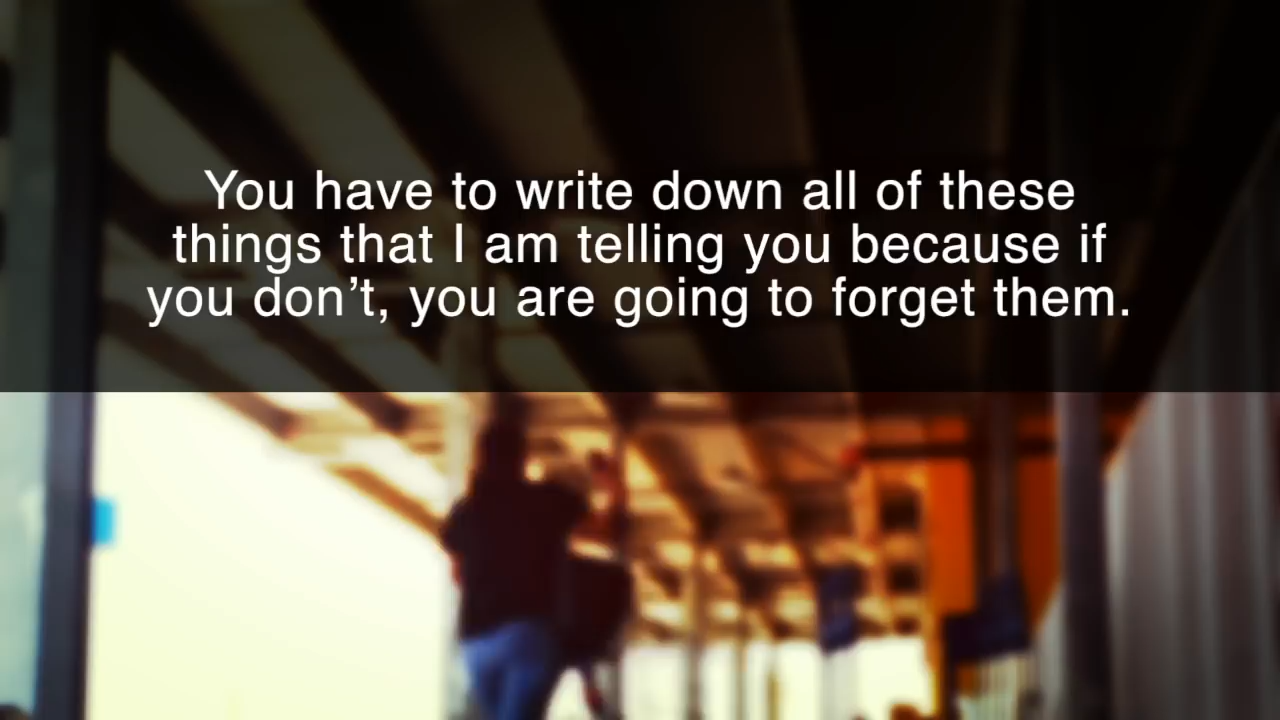 You have to write down all of these
things that I am telling you because if
you don’t, you are going to forget them.